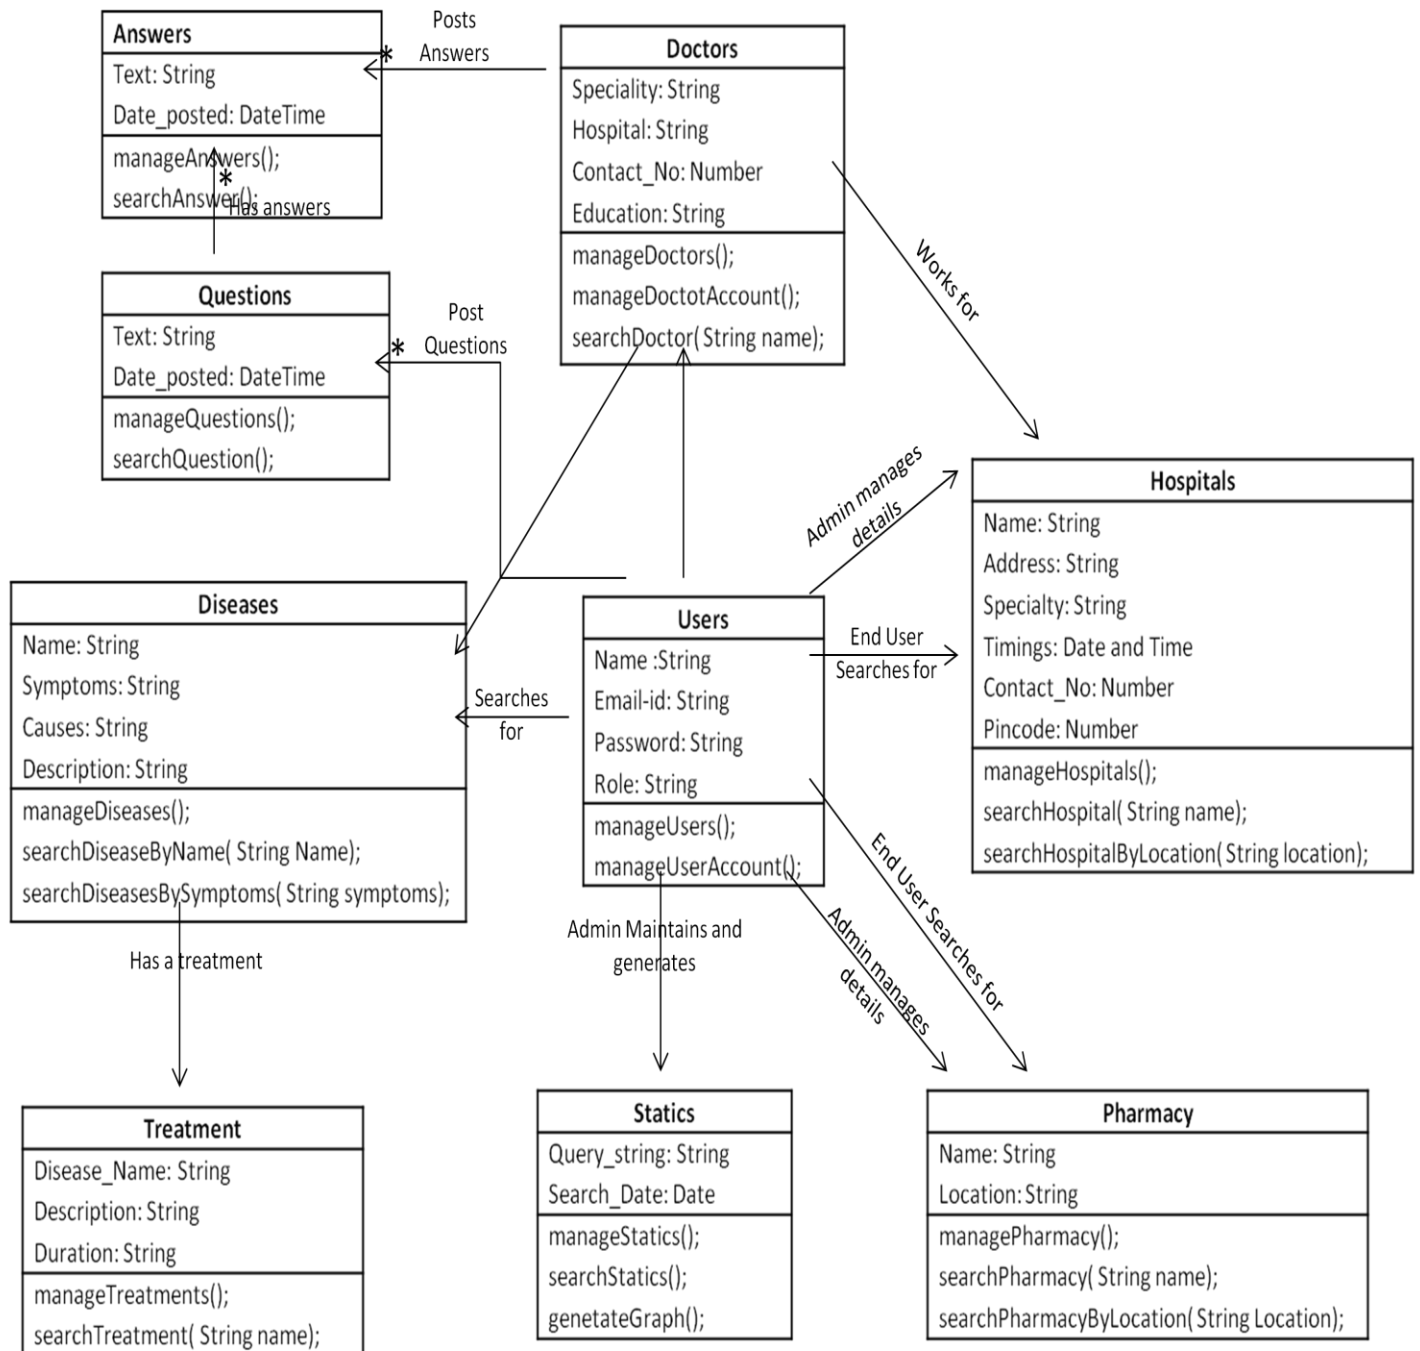 Answers
Text: String
Date_posted: DateTime
manageAnswers();
searchAnswer();
*
Has answers
Posts
Answers
*
Doctors
Speciality: String
Hospital: String
Contact_No: Number
Education: String
manageDoctors();
manageDoctotAccount();
searchDoctor( String name);
Works for
Questions
Text: String
Date_posted: DateTime
manageQuestions();
searchQuestion();
Post
Questions
*
Admin manages
details
Hospitals
Name: String
Address: String
Specialty: String
Timings: Date and Time
Contact_No: Number
Pincode: Number
manageHospitals();
searchHospital( String name);
searchHospitalByLocation( String location);
Diseases
Name: String
Symptoms: String
Causes: String
Description: String
manageDiseases();
searchDiseaseByName( String Name);
searchDiseasesBySymptoms( String symptoms);
Searches
for
Users
Name :String
Email-id: String
Password: String
Role: String
manageUsers();
manageUserAccount();
End User
Searches for
Has a treatment
Admin Maintains and
generates
Admin manages
details
End User Searches for
Treatment
Disease_Name: String
Description: String
Duration: String
manageTreatments();
searchTreatment( String name);
Statics
Query_string: String
Search_Date: Date
manageStatics();
searchStatics();
genetateGraph();
Pharmacy
Name: String
Location: String
managePharmacy();
searchPharmacy( String name);
searchPharmacyByLocation( String Location);